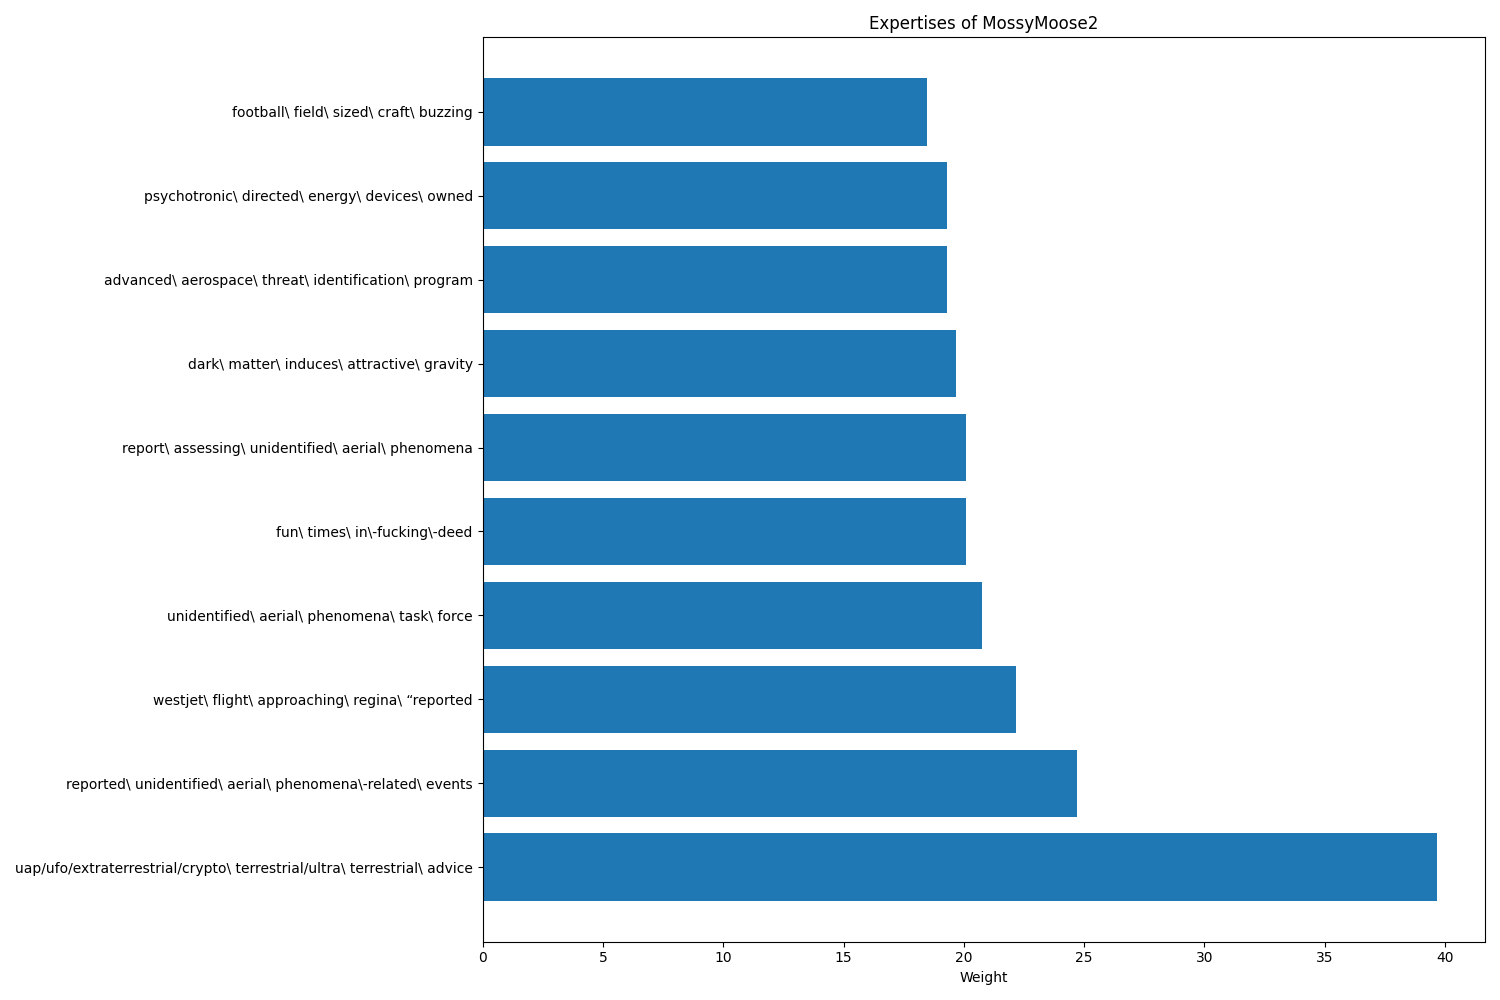 Expertises of MossyMoose2
football\ field\ sized\ craft\ buzzing
psychotronic\ directed\ energy\ devices\ owned
advanced\ aerospace\ threat\ identification\ program
dark\ matter\ induces\ attractive\ gravity
report\ assessing\ unidentified\ aerial\ phenomena
fun\ times\ in\-fucking\-deed
unidentified\ aerial\ phenomena\ task\ force
westjet\ flight\ approaching\ regina\ “reported
reported\ unidentified\ aerial\ phenomena\-related\ events
uap/ufo/extraterrestrial/crypto\ terrestrial/ultra\ terrestrial\ advice
0 5 10 15 20 25 30 35 40
Weight